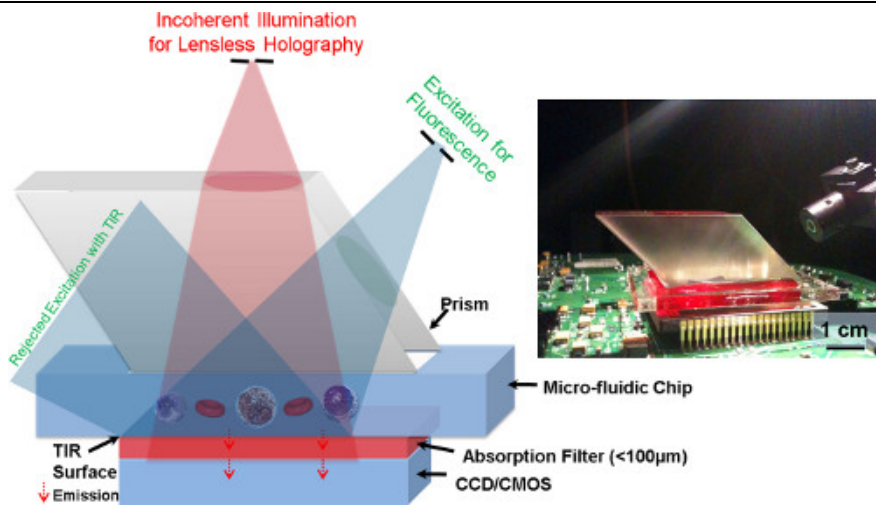 Incoherent Illumination
for Lensless Holography
Excitation for
Fluorescence
Rejected Excitation with TIR
Prism
1 cm
Micro-fluidic Chip
TIR
Surface
Absorption Filter (<100µm)
CCD/CMOS
Emission